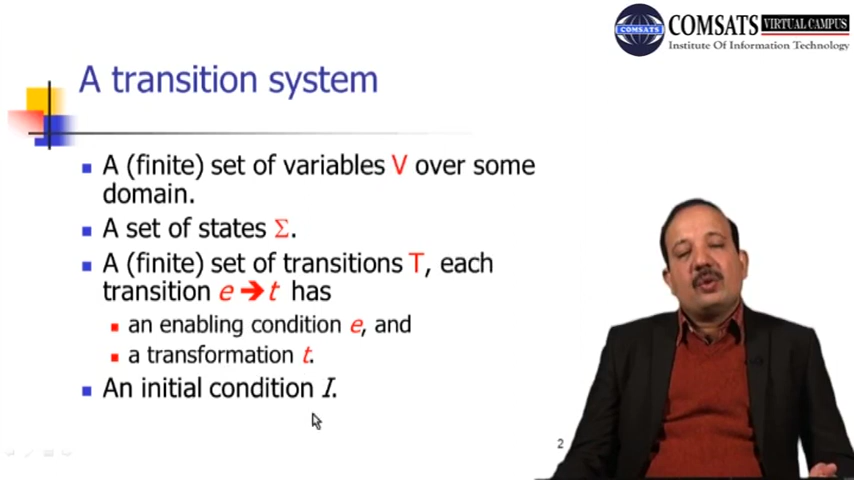 COMSATS VIRTUAL CAMPUS
Institute Of Information Technology
A transition system
A (finite) set of variables V over some
domain.
A set of states Σ.
A (finite) set of transitions T, each
transition e➔t has
an enabling condition e, and
a transformation t.
An initial condition I.
2